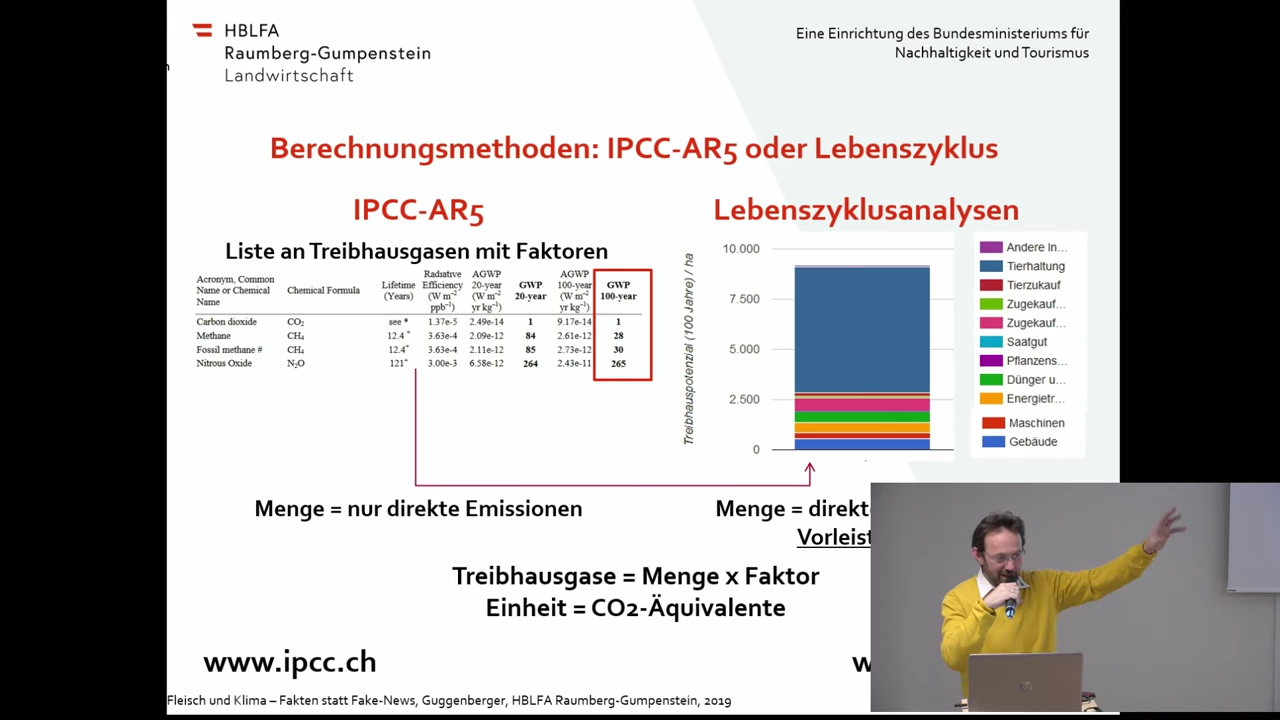 HBLFA
Raumberg-Gumpenstein
Landwirtschaft
Eine Einrichtung des Bundesministeriums für
Nachhaltigkeit und Tourismus
Berechnungsmethoden: IPCC-AR5 oder Lebenszyklus
IPCC-AR5
Liste an Treibhausgasen mit Faktoren
Acronym, Common Name or Chemical Name Chemical Formula Lifetime (Years) Radiative Efficiency (W m⁻² ppb⁻¹) AGWP 20-year (W m⁻² yr kg⁻¹) GWP 20-year AGWP 100-year (W m⁻² yr kg⁻¹) GWP 100-year
Carbon dioxide CO₂ see * 1.37e-5 2.49e-14 1 9.17e-14 1
Methane CH₄ 12.4⁺ 3.63e-4 2.09e-12 84 2.61e-12 28
Fossil methane # CH₄ 12.4⁺ 3.63e-4 2.11e-12 85 2.73e-12 30
Nitrous Oxide N₂O 121⁺ 3.00e-3 6.58e-12 264 2.43e-11 265
Menge = nur direkte Emissionen
Lebenszyklusanalysen
Treibhauspotenzial (100 Jahre) / ha
10.000
7.500
5.000
2.500
0
Andere In...
Tierhaltung
Tierzukauf
Zugekauf...
Zugekauf...
Saatgut
Pflanzens...
Dünger u...
Energietr...
Maschinen
Gebäude
Menge = direkt
Vorleist
Treibhausgase = Menge x Faktor
Einheit = CO2-Äquivalente
www.ipcc.ch
w
Fleisch und Klima – Fakten statt Fake-News, Guggenberger, HBLFA Raumberg-Gumpenstein, 2019